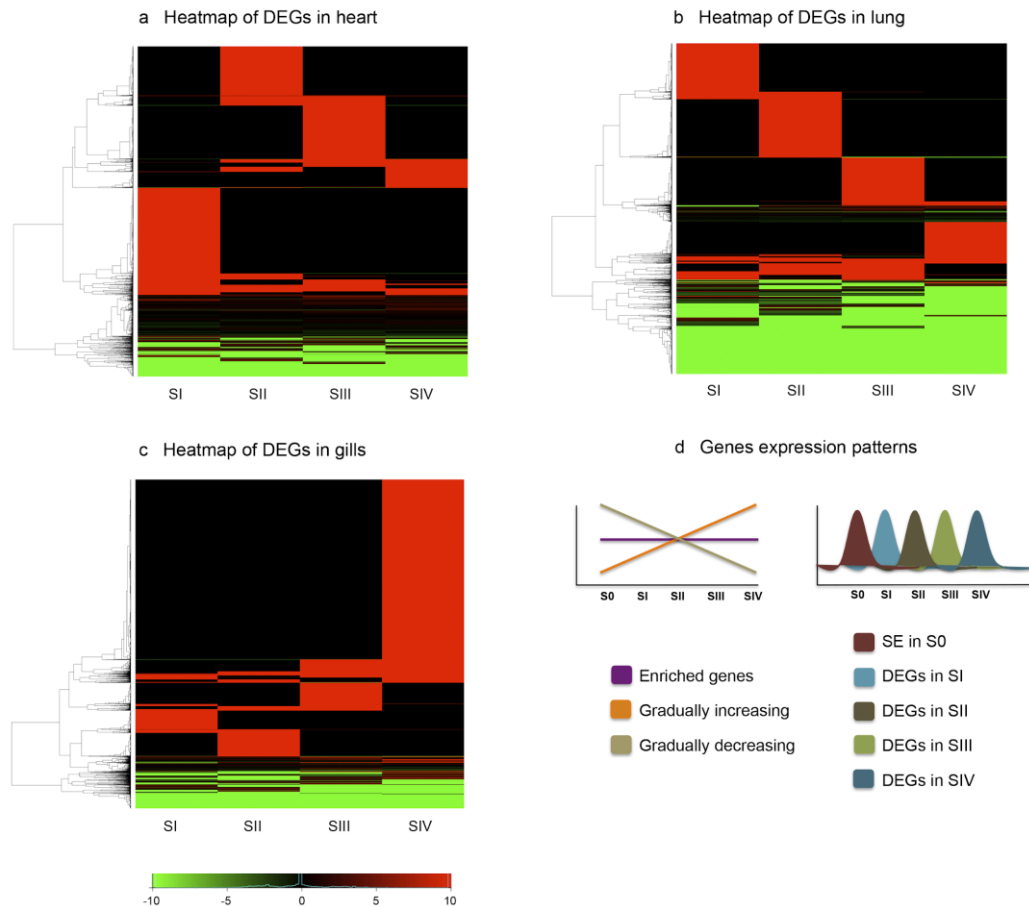 a Heatmap of DEGs in heart
SI SII SIII SIV
b Heatmap of DEGs in lung
SI SII SIII SIV
c Heatmap of DEGs in gills
SI SII SIII SIV
-10 -5 0 5 10
d Genes expression patterns
S0 SI SII SIII SIV
Enriched genes
Gradually increasing
Gradually decreasing
S0 SI SII SIII SIV
SE in S0
DEGs in SI
DEGs in SII
DEGs in SIII
DEGs in SIV